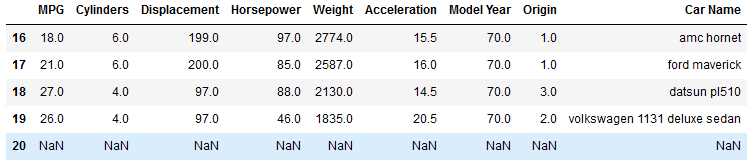 MPG Cylinders Displacement Horsepower Weight Acceleration Model Year Origin Car Name
16 18.0 6.0 199.0 97.0 2774.0 15.5 70.0 1.0 amc hornet
17 21.0 6.0 200.0 85.0 2587.0 16.0 70.0 1.0 ford maverick
18 27.0 4.0 97.0 88.0 2130.0 14.5 70.0 3.0 datsun pl510
19 26.0 4.0 97.0 46.0 1835.0 20.5 70.0 2.0 volkswagen 1131 deluxe sedan
20 NaN NaN NaN NaN NaN NaN NaN NaN NaN